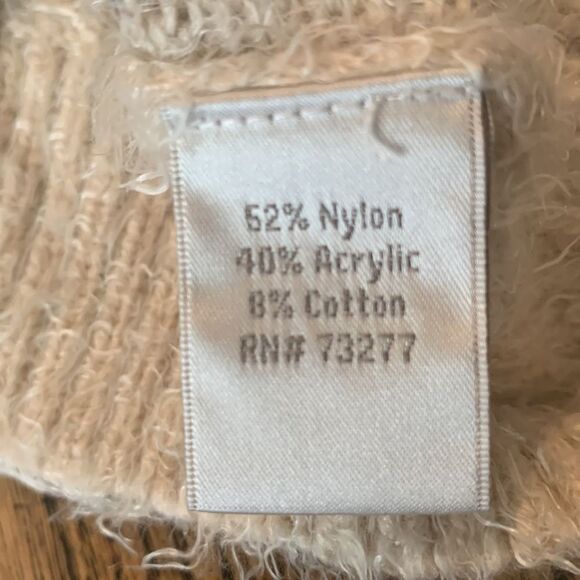 52% Nylon
40% Acrylic
8% Cotton
RN# 73277